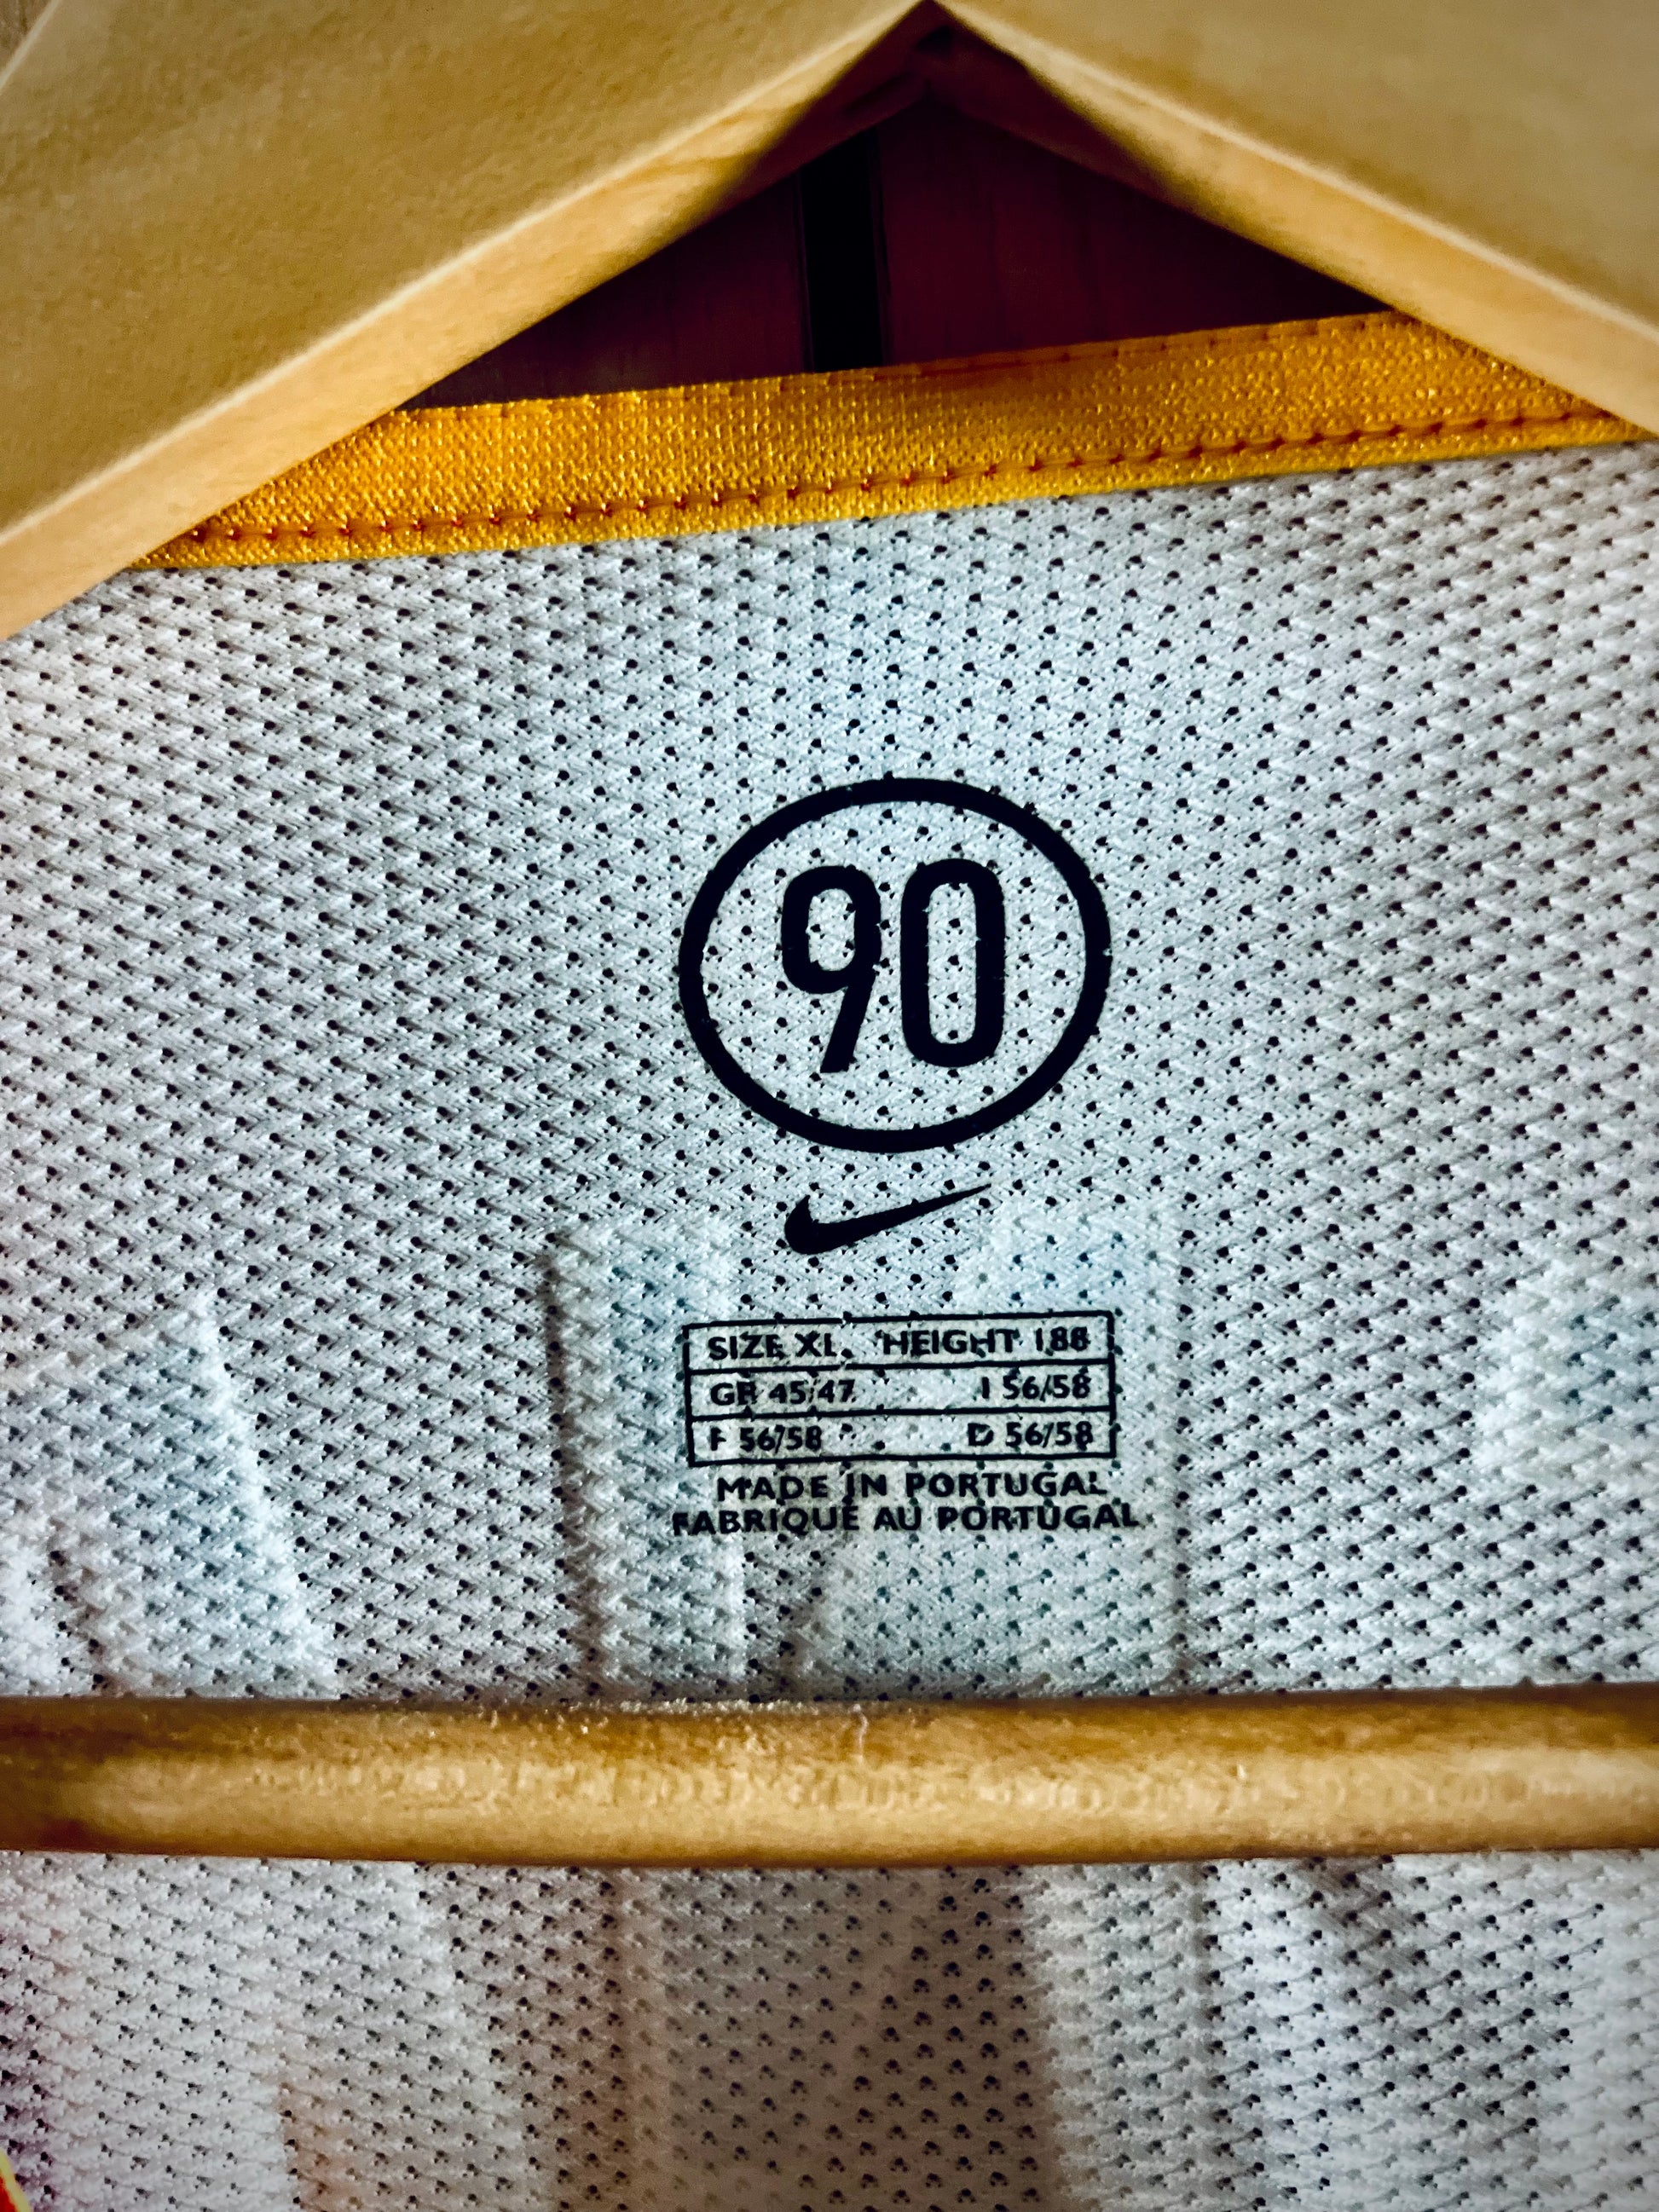 90
SIZE XL HEIGHT 188
GB 45/47 I 56/58
F 56/58 D 56/58
MADE IN PORTUGAL
FABRIQUE AU PORTUGAL